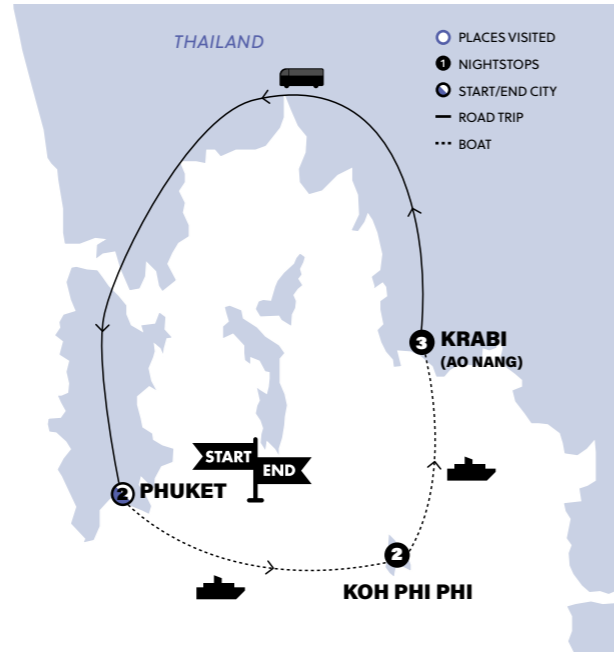 THAILAND
PLACES VISITED
1 NIGHTSTOPS
START/END CITY
ROAD TRIP
BOAT
3 KRABI
(AO NANG)
START
END
2 PHUKET
2
KOH PHI PHI